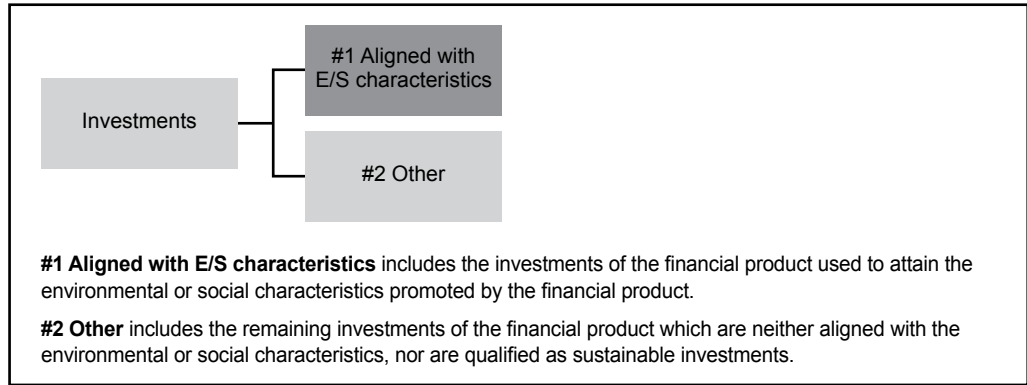 #1 Aligned with
E/S characteristics
Investments
#2 Other
#1 Aligned with E/S characteristics includes the investments of the financial product used to attain the
environmental or social characteristics promoted by the financial product.
#2 Other includes the remaining investments of the financial product which are neither aligned with the
environmental or social characteristics, nor are qualified as sustainable investments.